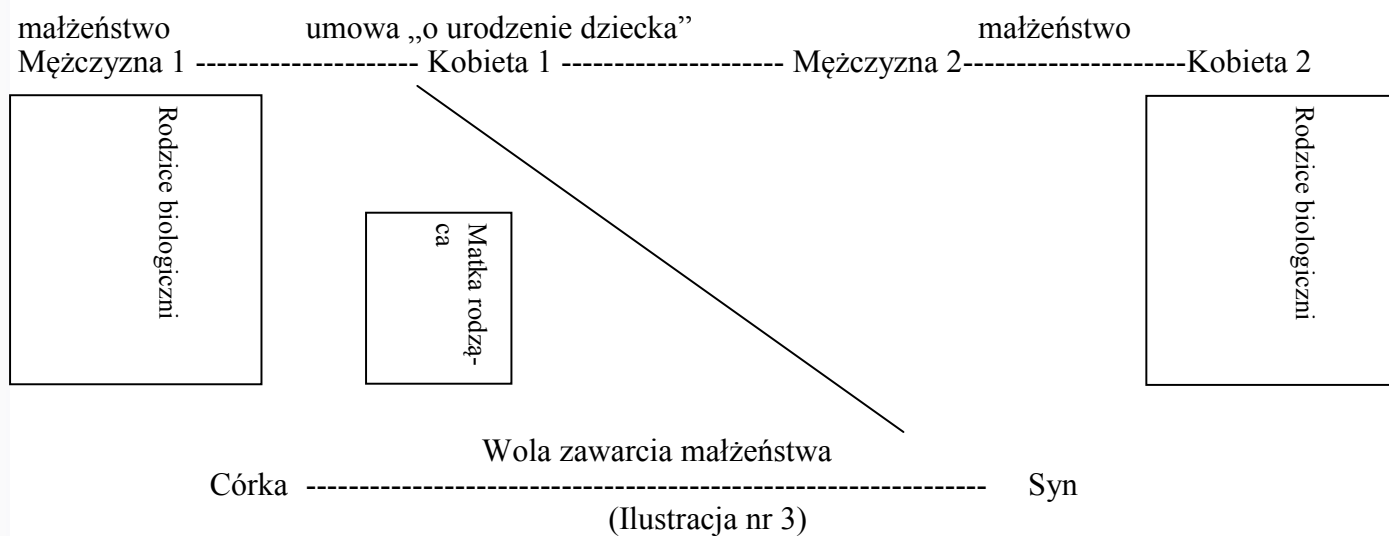 małżeństwo umowa „o urodzenie dziecka” małżeństwo
Mężczyzna 1 --------------------- Kobieta 1 --------------------- Mężczyzna 2---------------------Kobieta 2
Rodzice biologiczni
Matka rodzą-
ca
Rodzice biologiczni
Wola zawarcia małżeństwa
Córka ---------------------------------------------------------------- Syn
(Ilustracja nr 3)